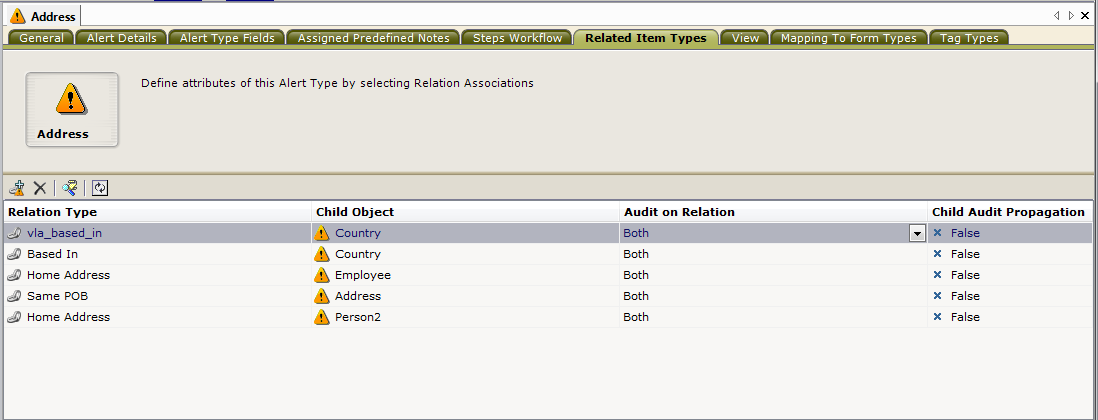 Address
General Alert Details Alert Type Fields Assigned Predefined Notes Steps Workflow Related Item Types View Mapping To Form Types Tag Types
Define attributes of this Alert Type by selecting Relation Associations
Address
Relation Type Child Object Audit on Relation Child Audit Propagation
vla_based_in Country Both False
Based In Country Both False
Home Address Employee Both False
Same POB Address Both False
Home Address Person2 Both False